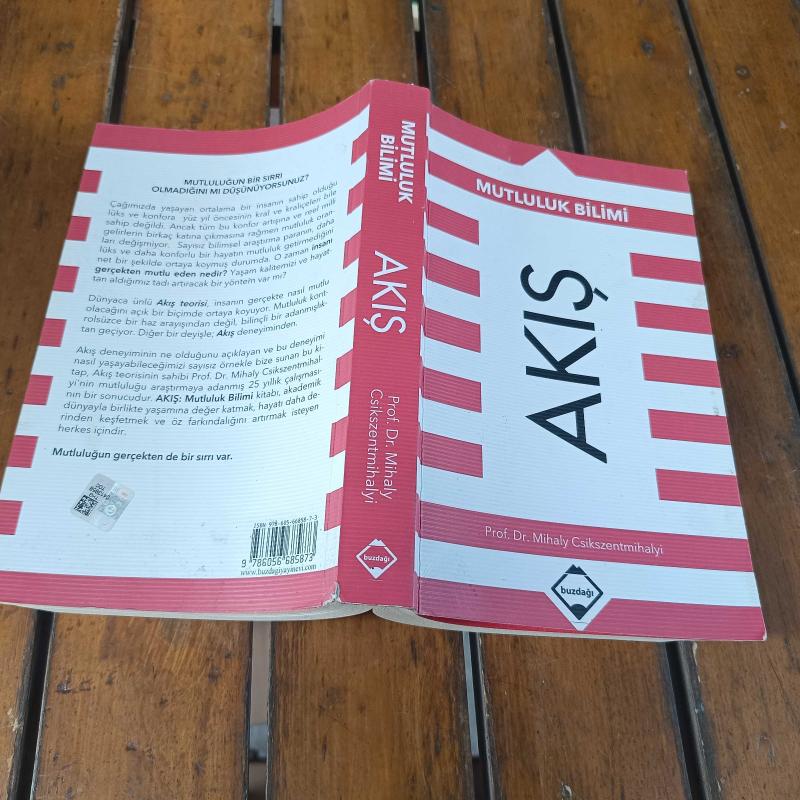 MUTLULUĞUN BİR SIRRI
OLMADIĞINI MI DÜŞÜNÜYORSUNUZ?
Çağımızda yaşayan ortalama bir insanın sahip olduğu
lüks ve konfora yüz yıl öncesinin kral ve kraliçeleri bile
sahip değildi. Ancak tüm bu konfor artışına ve reel milli
gelirlerin birkaç katına çıkmasına rağmen mutluluk oran-
ları değişmiyor. Sayısız bilimsel araştırma paranın, daha
lüks ve daha konforlu bir hayatın mutluluk getirmediğini
net bir şekilde ortaya koymuş durumda. O zaman insanı
gerçekten mutlu eden nedir? Yaşam kalitemizi ve hayat-
tan aldığımız tadı artıracak bir yöntem var mı?
Dünyaca ünlü Akış teorisi, insanın gerçekte nasıl mutlu
olacağını açık bir biçimde ortaya koyuyor. Mutluluk kont-
rolsüzce bir haz arayışından değil, bilinçli bir adanmışlık-
tan geçiyor. Diğer bir deyişle; Akış deneyiminden.
Akış deneyiminin ne olduğunu açıklayan ve bu deneyimi
nasıl yaşayabileceğimizi sayısız örnekle bize sunan bu ki-
tap, Akış teorisinin sahibi Prof. Dr. Mihaly Csikszentmihal-
yi'nin mutluluğu araştırmaya adanmış 25 yıllık çalışması-
nın bir sonucudur. AKIŞ: Mutluluk Bilimi kitabı, akademik
dünyayla birlikte yaşamına değer katmak, hayatı daha de-
rinden keşfetmek ve öz farkındalığını artırmak isteyen
herkes içindir.
Mutluluğun gerçekten de bir sırrı var.
ISBN 978-605-66858-7-3
9 786056 685873
www.buzdagiyayinevi.com
MUTLULUK
BİLİMİ
AKIŞ
Prof. Dr. Mihaly
Csikszentmihalyi
buzdağı
MUTLULUK BİLİMİ
AKIŞ
Prof. Dr. Mihaly Csikszentmihalyi
buzdağı